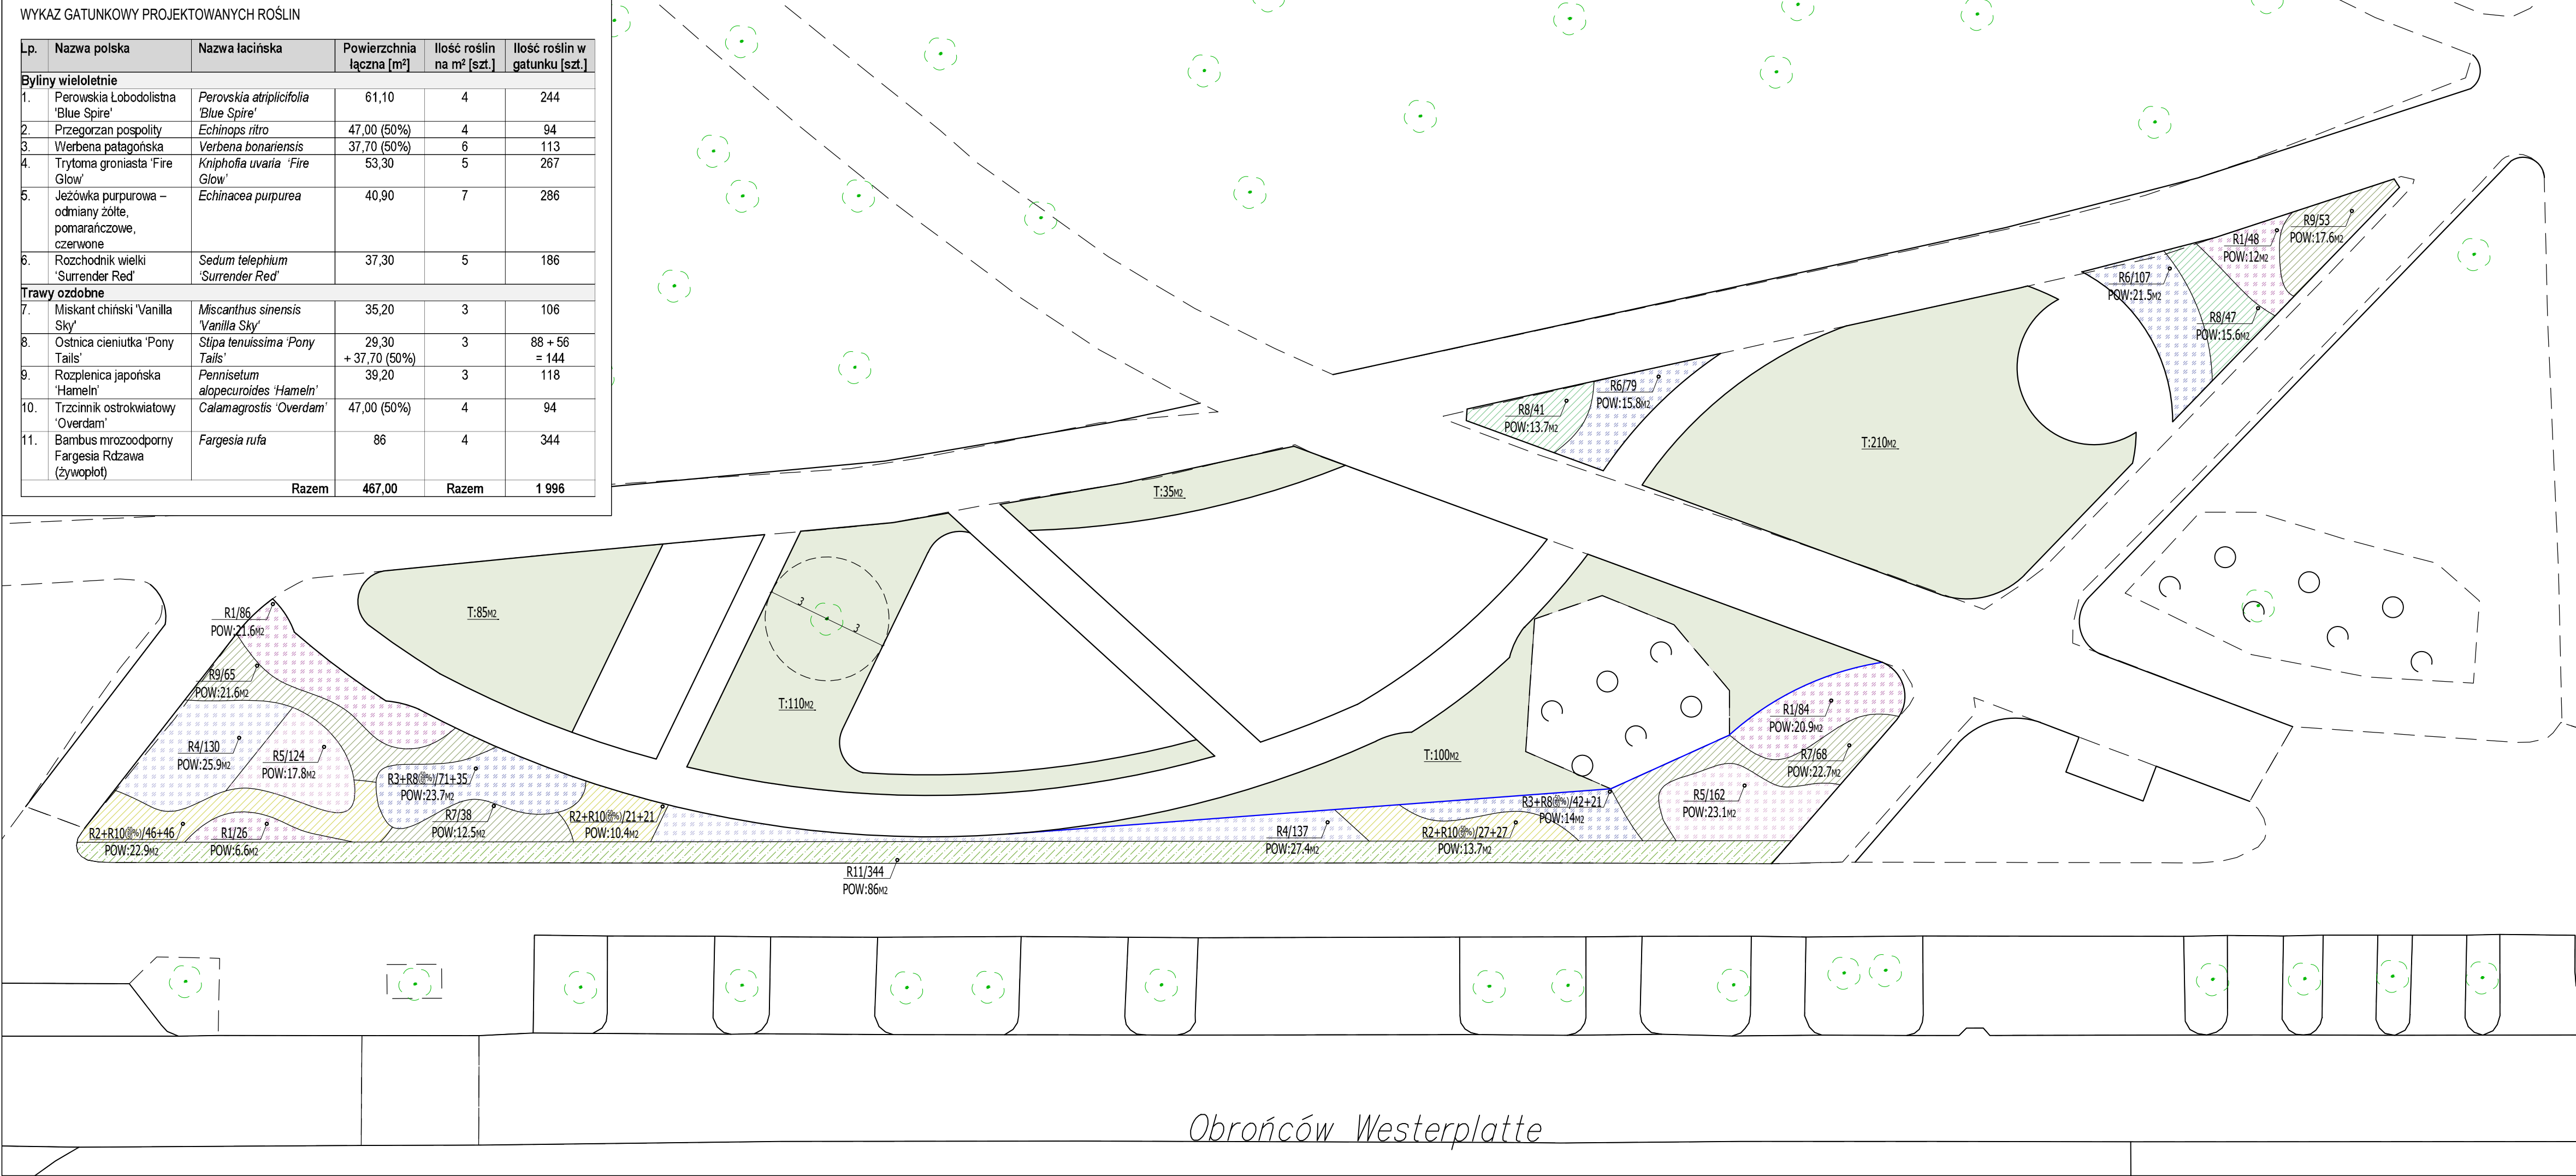 WYKAZ GATUNKOWY PROJEKTOWANYCH ROŚLIN
Lp. Nazwa polska Nazwa łacińska Powierzchnia łączna [m²] Ilość roślin na m² [szt.] Ilość roślin w gatunku [szt.]
Byliny wieloletnie
1. Perowskia Łobodolistna 'Blue Spire' Perovskia atriplicifolia 'Blue Spire' 61,10 4 244
2. Przegorzan pospolity Echinops ritro 47,00 (50%) 4 94
3. Werbena patagońska Verbena bonariensis 37,70 (50%) 6 113
4. Trytoma groniasta ‘Fire Glow’ Kniphofia uvaria ‘Fire Glow’ 53,30 5 267
5. Jeżówka purpurowa – odmiany żółte, pomarańczowe, czerwone Echinacea purpurea 40,90 7 286
6. Rozchodnik wielki ‘Surrender Red’ Sedum telephium ‘Surrender Red’ 37,30 5 186
Trawy ozdobne
7. Miskant chiński 'Vanilla Sky' Miscanthus sinensis 'Vanilla Sky' 35,20 3 106
8. Ostnica cieniutka ‘Pony Tails’ Stipa tenuissima ‘Pony Tails’ 29,30 + 37,70 (50%) 3 88 + 56 = 144
9. Rozplenica japońska ‘Hameln’ Pennisetum alopecuroides ‘Hameln’ 39,20 3 118
10. Trzcinnik ostrokwiatowy ‘Overdam’ Calamagrostis ‘Overdam’ 47,00 (50%) 4 94
11. Bambus mrozoodporny Fargesia Rdzawa (żywopłot) Fargesia rufa 86 4 344
Razem 467,00 Razem 1 996
R9/53
POW:17.6M2
R1/48
POW:12M2
R6/107
POW:21.5M2
R8/47
POW:15.6M2
R6/79
POW:15.8M2
R8/41
POW:13.7M2
T:210M2
T:35M2
T:85M2
3
3
T:110M2
T:100M2
R1/86
POW:21.6M2
R9/65
POW:21.6M2
R4/130
POW:25.9M2
R5/124
POW:17.8M2
R3+R8 /71+35
POW:23.7M2
R7/38
POW:12.5M2
R2+R10 /21+21
POW:10.4M2
R2+R10 /46+46
POW:22.9M2
R1/26
POW:6.6M2
R1/84
POW:20.9M2
R7/68
POW:22.7M2
R5/162
POW:23.1M2
R3+R8 /42+21
POW:14M2
R4/137
POW:27.4M2
R2+R10 /27+27
POW:13.7M2
R11/344
POW:86M2
Obrońców Westerplatte